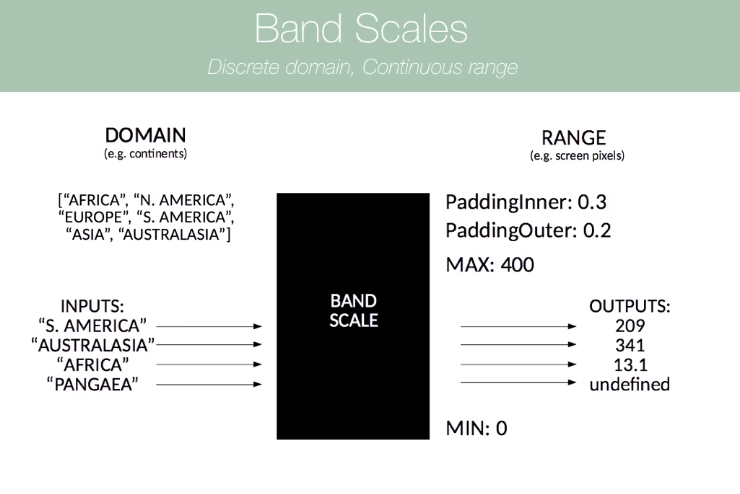 Band Scales
Discrete domain, Continuous range
DOMAIN
(e.g. continents)
["AFRICA", "N. AMERICA",
"EUROPE", "S. AMERICA",
"ASIA", "AUSTRALASIA"]
INPUTS:
"S. AMERICA"
"AUSTRALASIA"
"AFRICA"
"PANGAEA"
BAND
SCALE
RANGE
(e.g. screen pixels)
PaddingInner: 0.3
PaddingOuter: 0.2
MAX: 400
OUTPUTS:
209
341
13.1
undefined
MIN: 0